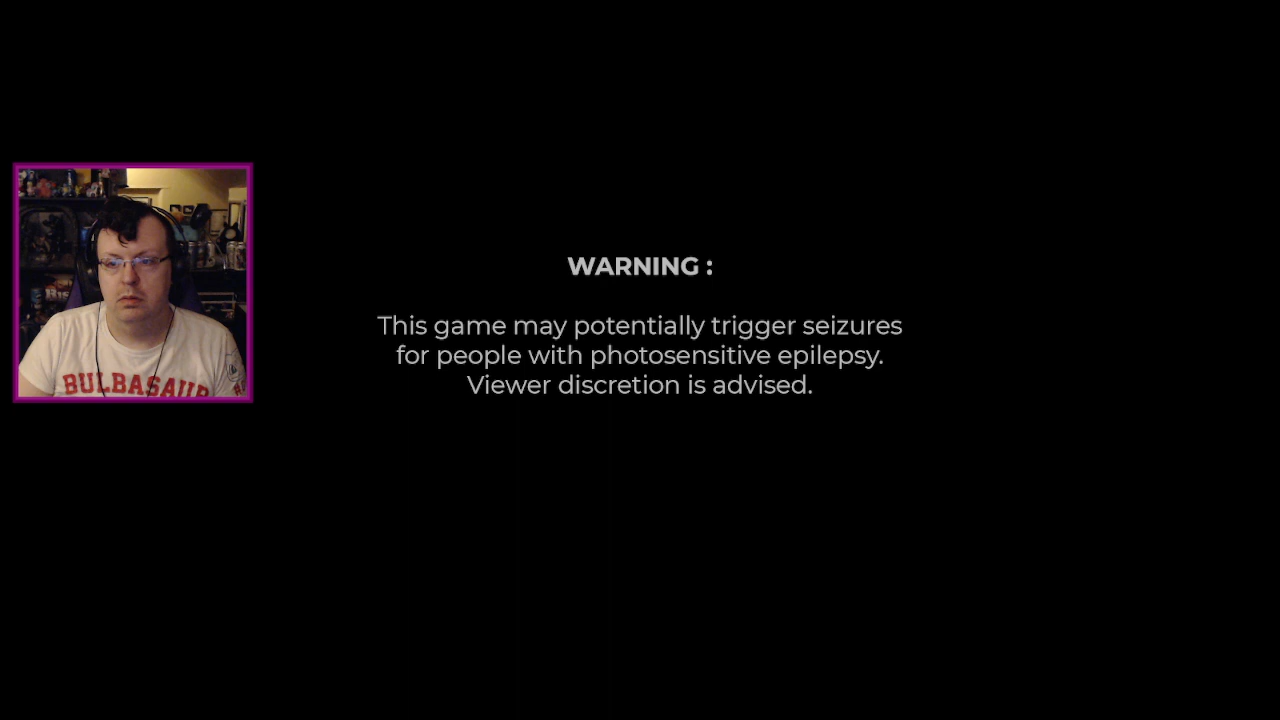 WARNING :
This game may potentially trigger seizures
for people with photosensitive epilepsy.
Viewer discretion is advised.
BULBASAUR